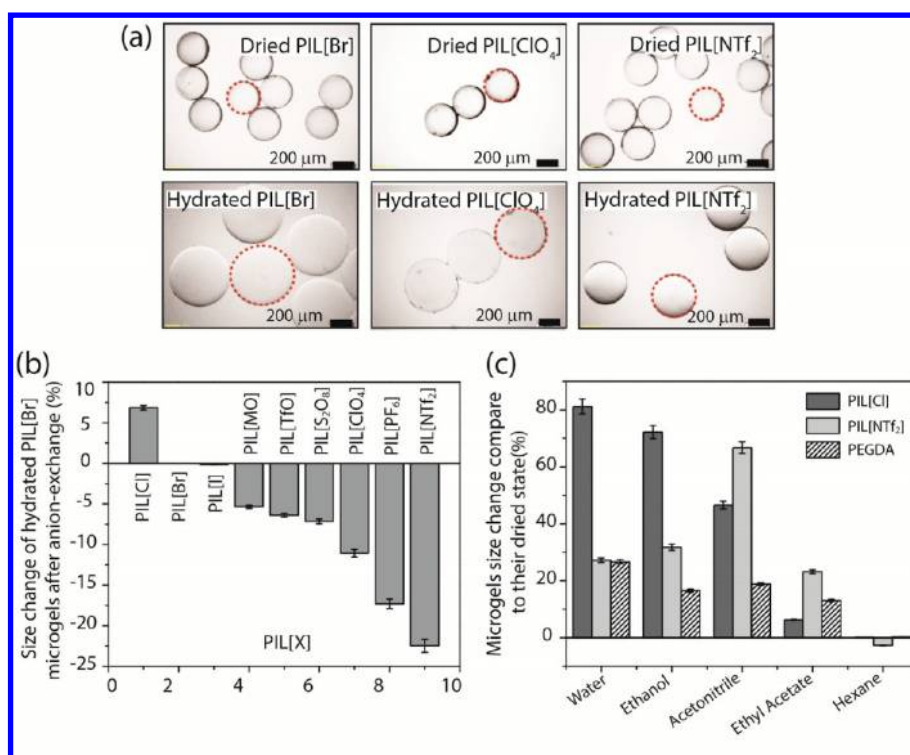 (a)
Dried PIL[Br]
Dried PIL[ClO₄]
Dried PIL[NTf₂]
200 μm
200 μm
200 μm
Hydrated PIL[Br]
Hydrated PIL[ClO₄]
Hydrated PIL[NTf₂]
200 μm
200 μm
200 μm
(b)
Size change of hydrated PIL[Br]
microgels after anion-exchange (%)
10
5
0
-5
-10
-15
-20
-25
PIL[Cl]
PIL[Br]
PIL[I]
PIL[MO]
PIL[TfO]
PIL[S₂O₈]
PIL[ClO₄]
PIL[PF₆]
PIL[NTf₂]
PIL[X]
0 2 4 6 8 10
(c)
Microgels size change compare
to their dried state(%)
80
60
40
20
0
PIL[Cl]
PIL[NTf₂]
PEGDA
Water
Ethanol
Acetonitrile
Ethyl Acetate
Hexane